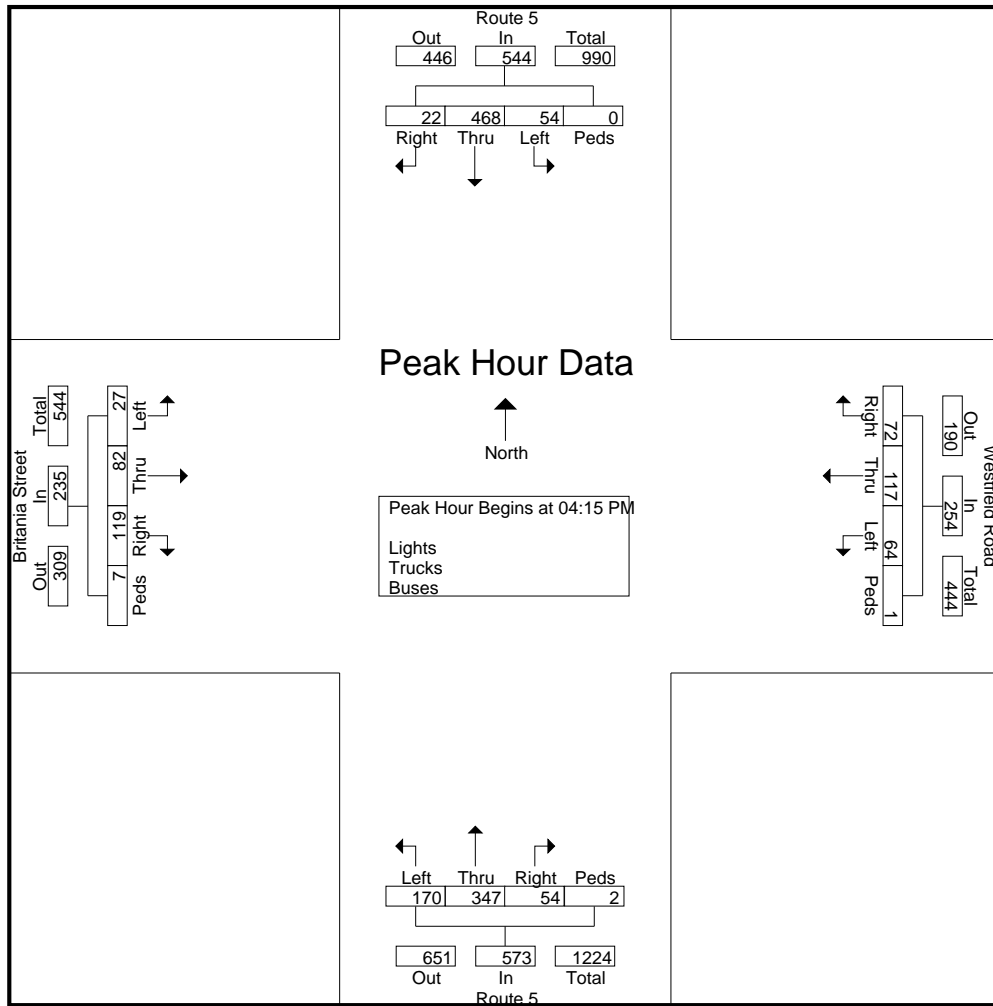 Route 5
Out In Total
446 544 990
22 468 54 0
Right Thru Left Peds
Peak Hour Data
North
Peak Hour Begins at 04:15 PM
Lights
Trucks
Buses
Britania Street
Out In Total
309 235 544
7 119 82 27
Peds Right Thru Left
Westfield Road
Out In Total
190 254 444
72 117 64 1
Right Thru Left Peds
Left Thru Right Peds
170 347 54 2
651 573 1224
Out In Total
Route 5